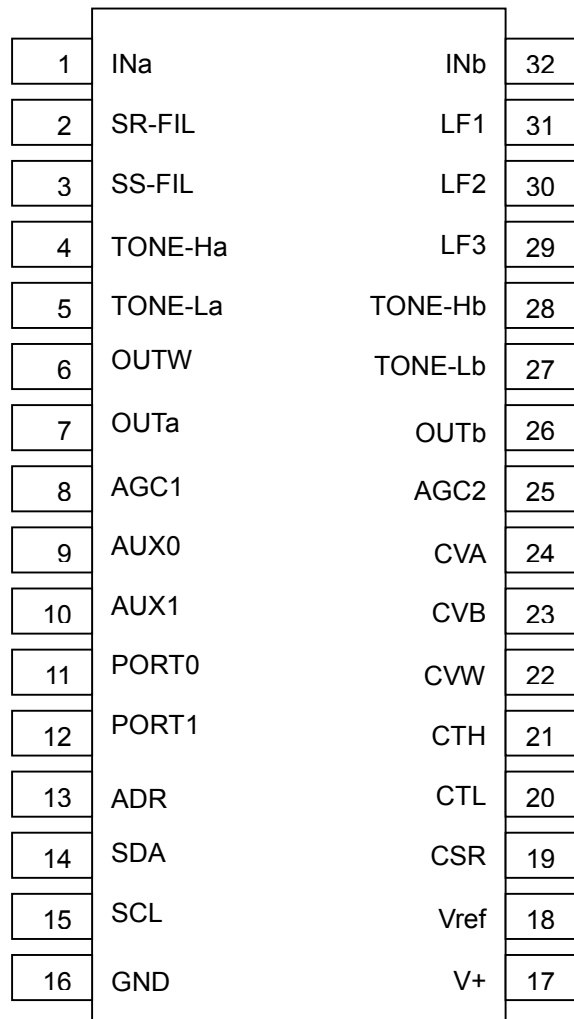 1 INa INb 32
2 SR-FIL LF1 31
3 SS-FIL LF2 30
4 TONE-Ha LF3 29
5 TONE-La TONE-Hb 28
6 OUTW TONE-Lb 27
7 OUTa OUTb 26
8 AGC1 AGC2 25
9 AUX0 CVA 24
10 AUX1 CVB 23
11 PORT0 CVW 22
12 PORT1 CTH 21
13 ADR CTL 20
14 SDA CSR 19
15 SCL Vref 18
16 GND V+ 17